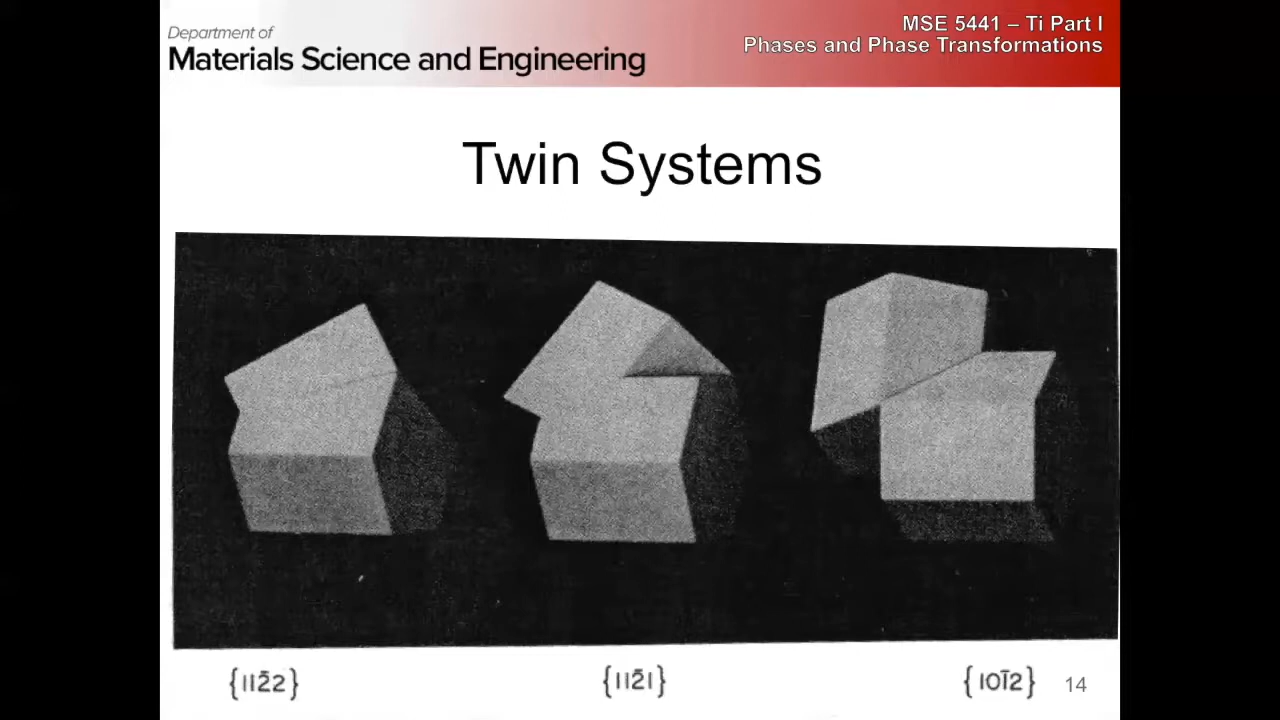 Department of
Materials Science and Engineering
MSE 5441 – Ti Part I
Phases and Phase Transformations
Twin Systems
{112̄2}
{112̄1}
{101̄2}
14